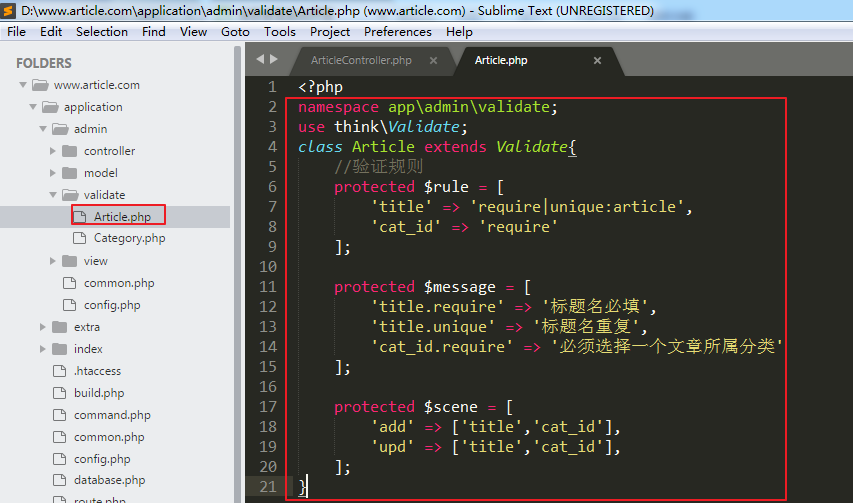 D:\www.article.com\application\admin\validate\Article.php (www.article.com) - Sublime Text (UNREGISTERED)
File Edit Selection Find View Goto Tools Project Preferences Help
FOLDERS
www.article.com
application
admin
controller
model
validate
Article.php
Category.php
view
common.php
config.php
extra
index
.htaccess
build.php
command.php
common.php
config.php
database.php
route.php
ArticleController.php × Article.php ×
1 <?php
2 namespace app\admin\validate;
3 use think\Validate;
4 class Article extends Validate{
5     //验证规则
6     protected $rule = [
7         'title' => 'require|unique:article',
8         'cat_id' => 'require'
9     ];
10
11     protected $message = [
12         'title.require' => '标题名必填',
13         'title.unique' => '标题名重复',
14         'cat_id.require' => '必须选择一个文章所属分类'
15     ];
16
17     protected $scene = [
18         'add' => ['title','cat_id'],
19         'upd' => ['title','cat_id'],
20     ];
21 }